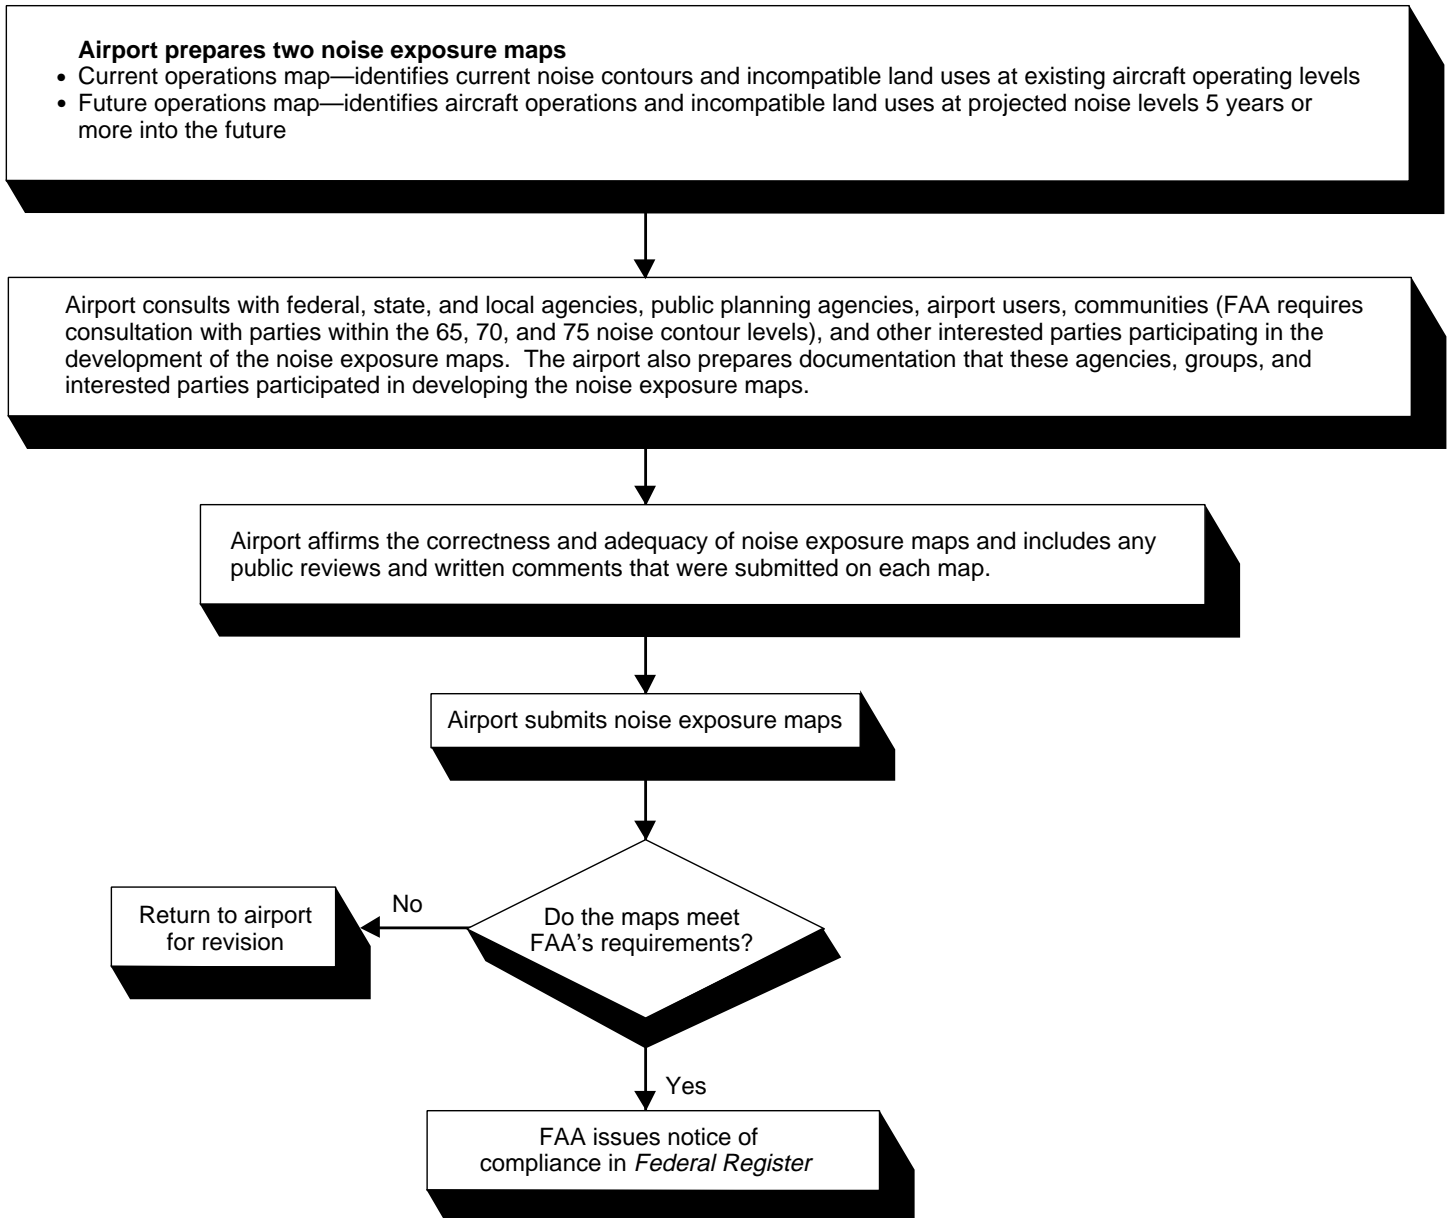 Airport prepares two noise exposure maps
• Current operations map—identifies current noise contours and incompatible land uses at existing aircraft operating levels
• Future operations map—identifies aircraft operations and incompatible land uses at projected noise levels 5 years or
more into the future
Airport consults with federal, state, and local agencies, public planning agencies, airport users, communities (FAA requires
consultation with parties within the 65, 70, and 75 noise contour levels), and other interested parties participating in the
development of the noise exposure maps.  The airport also prepares documentation that these agencies, groups, and
interested parties participated in developing the noise exposure maps.
Airport affirms the correctness and adequacy of noise exposure maps and includes any
public reviews and written comments that were submitted on each map.
Airport submits noise exposure maps
Do the maps meet
FAA's requirements?
No
Return to airport
for revision
Yes
FAA issues notice of
compliance in Federal Register